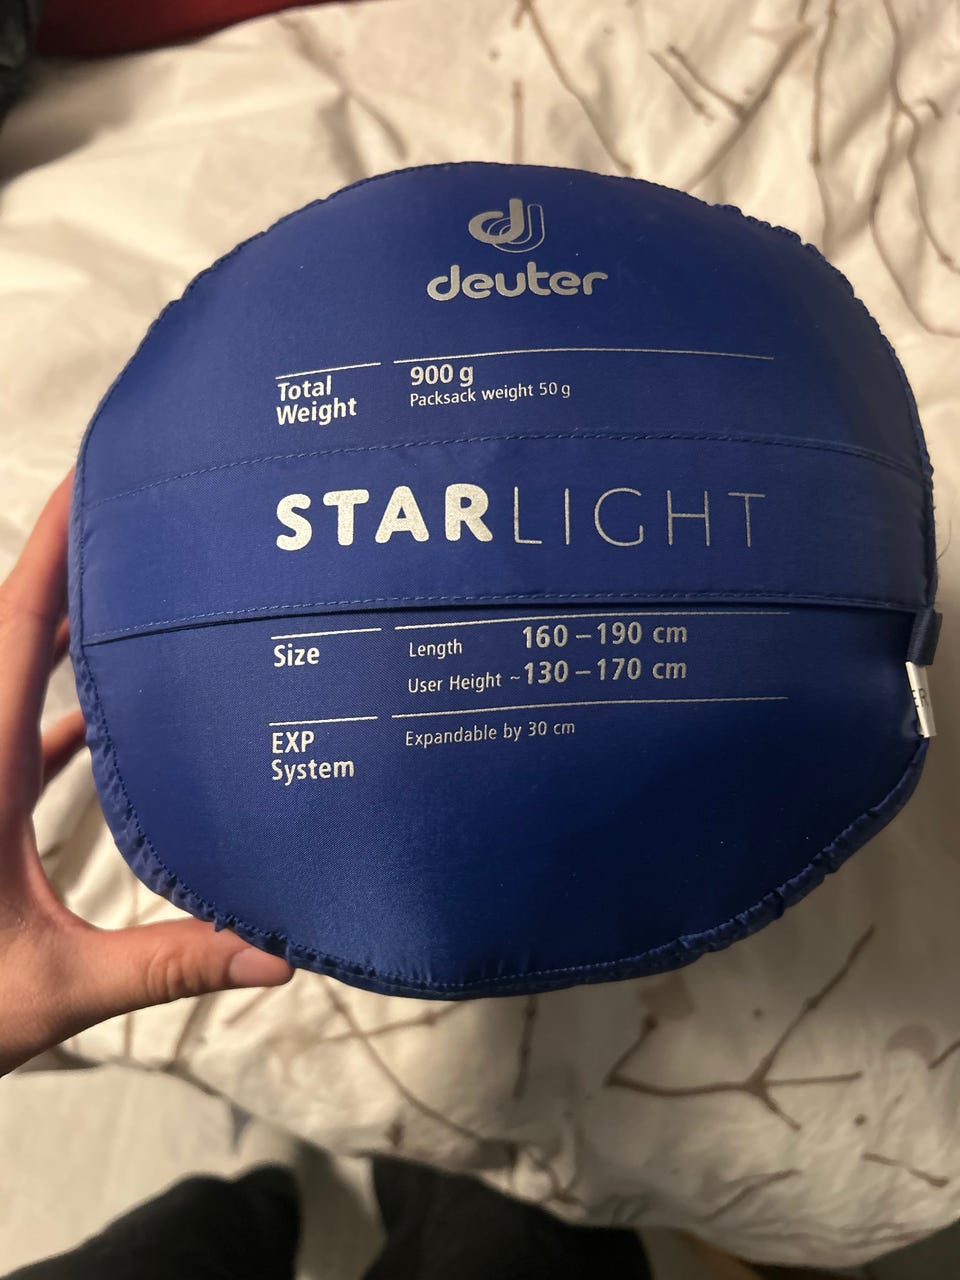 deuter
Total Weight
900 g
Packsack weight 50 g
STARLIGHT
Size
Length 160 – 190 cm
User Height ~130 – 170 cm
EXP System
Expandable by 30 cm